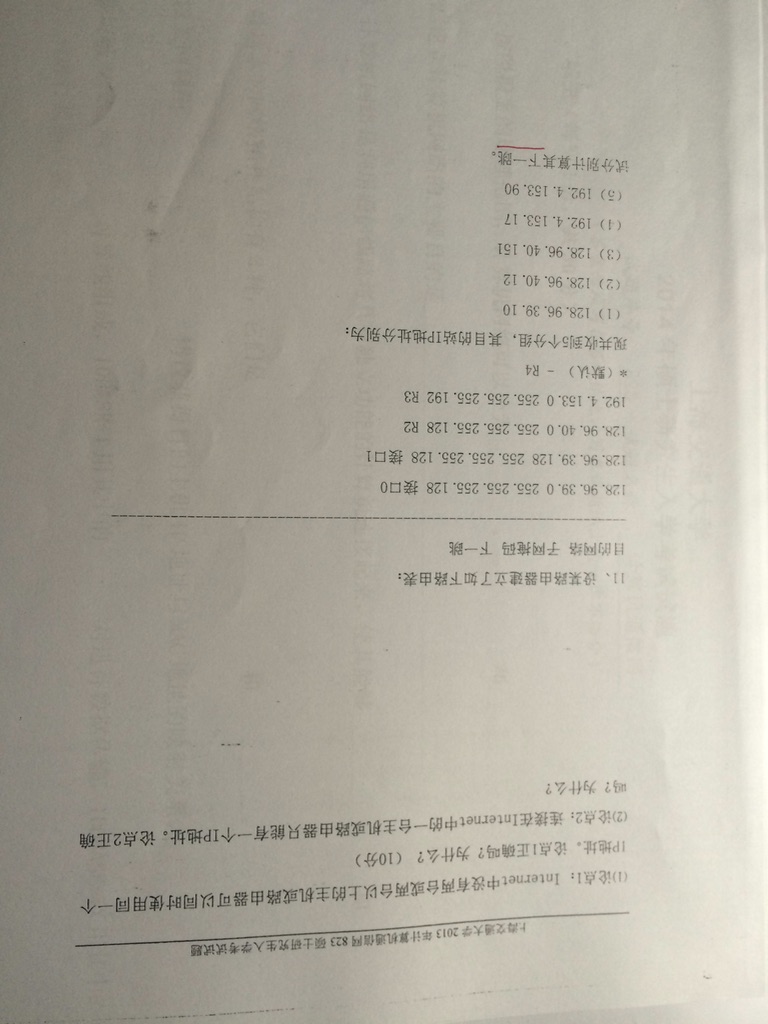 上海交通大学 2013 年计算机通信网 823 硕士研究生入学考试试题
(1)论点1: Internet中没有两台或两台以上的主机或路由器可以同时使用同一个
IP地址。论点1正确吗? 为什么? (10分)
(2)论点2: 连接在Internet中的一台主机或路由器只能有一个IP地址。论点2正确
吗? 为什么?
11、设某路由器建立了如下路由表:
目的网络 子网掩码 下一跳
128.96.39.0 255.255.255.128 接口0
128.96.39.128 255.255.255.128 接口1
128.96.40.0 255.255.255.128 R2
192.4.153.0 255.255.255.192 R3
*(默认) - R4
现共收到5个分组, 其目的站IP地址分别为:
(1) 128.96.39.10
(2) 128.96.40.12
(3) 128.96.40.151
(4) 192.4.153.17
(5) 192.4.153.90
试分别计算其下一跳。